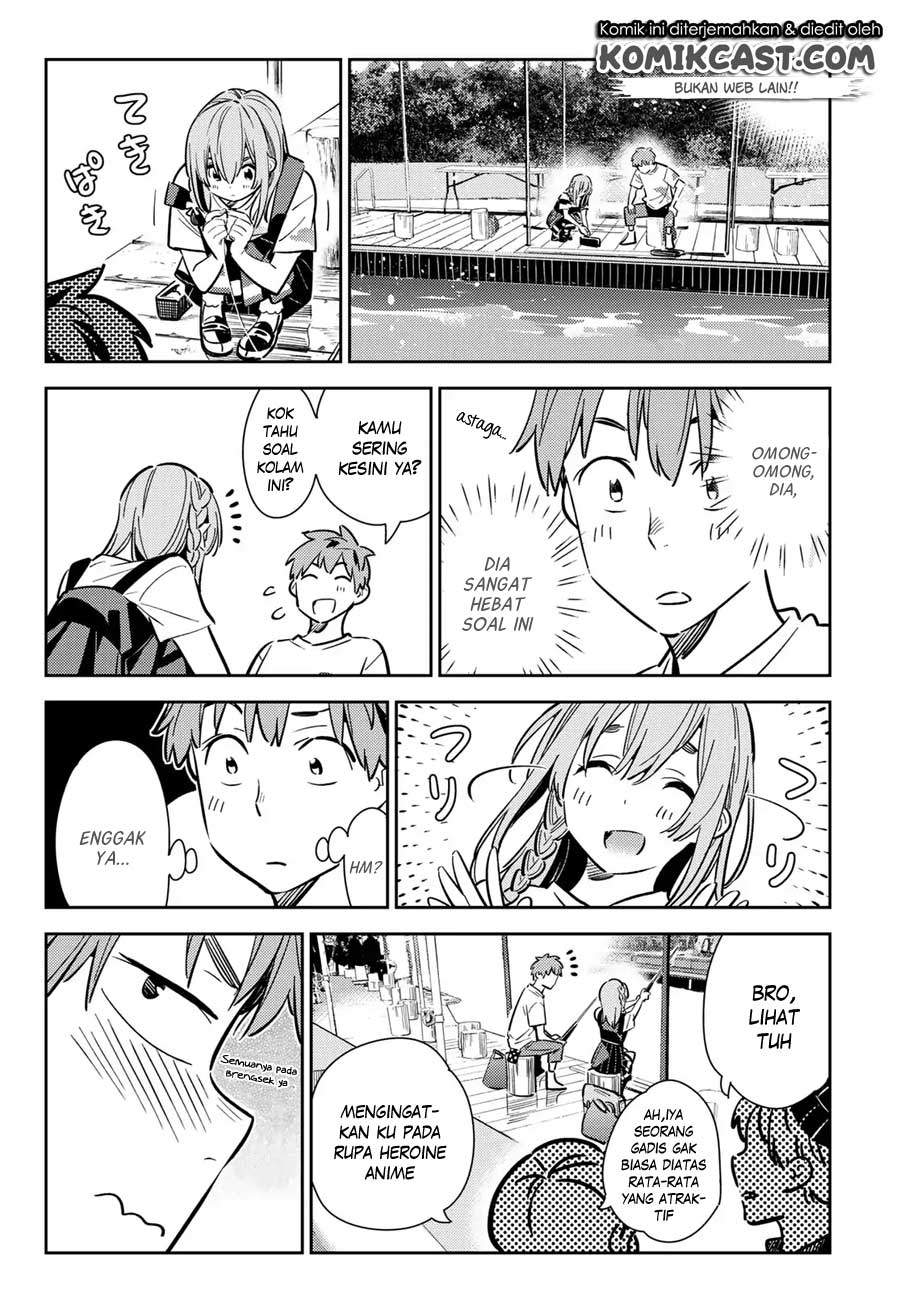 Komik ini diterjemahkan & diedit oleh
KOMIKCAST.COM
BUKAN WEB LAIN!!
てき
ぱき
OMONG-
OMONG,
DIA,
astaga..
DIA
SANGAT
HEBAT
SOAL INI
KAMU
SERING
KESINI YA?
KOK
TAHU
SOAL
KOLAM
INI?
フリ
フリ
HM?
ENGGAK
YA...
BRO,
LIHAT
TUH
AH,IYA
SEORANG
GADIS GAK
BIASA DIATAS
RATA-RATA
YANG ATRAK-
TIF
MENGINGAT-
KAN KU PADA
RUPA HEROINE
ANIME
Semuanya pada
Brengsek ya